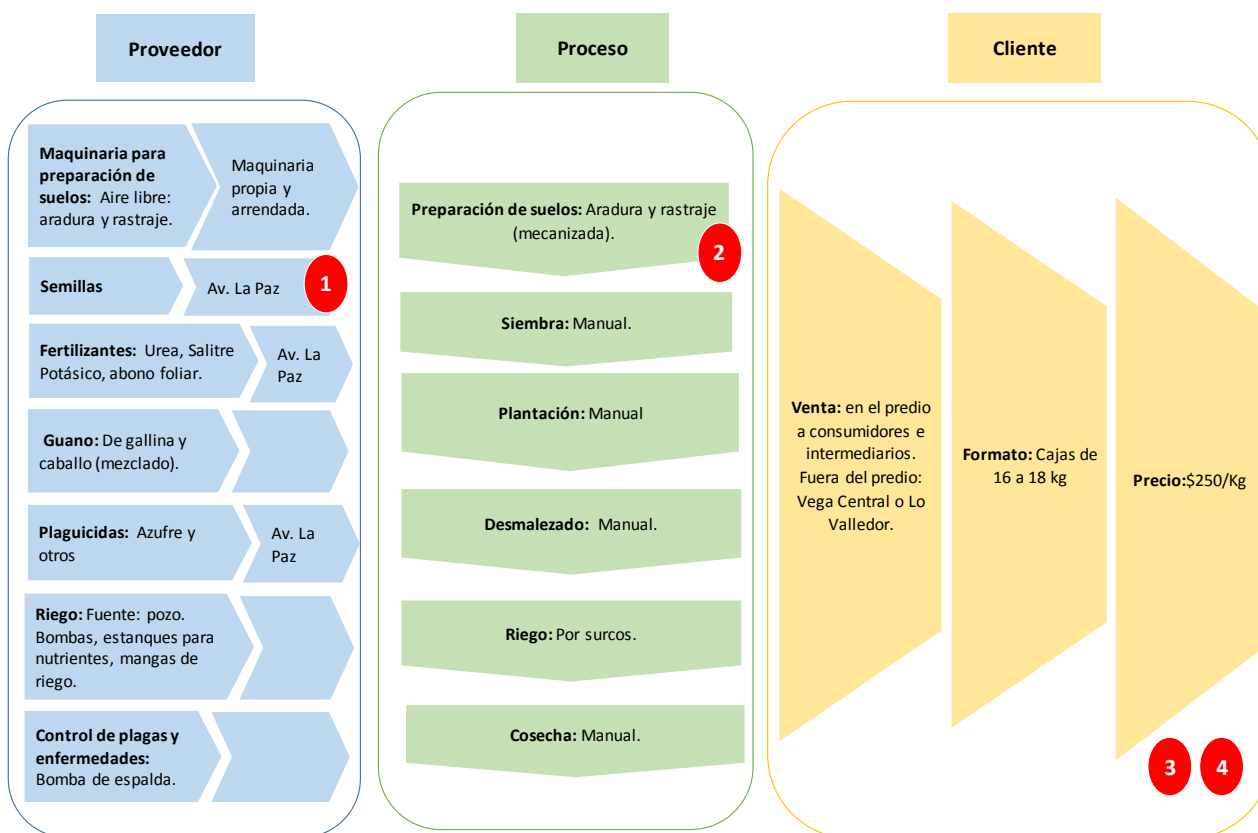 Proveedor
Maquinaria para
preparación de
suelos: Aire libre:
aradura y rastraje.
Maquinaria
propia y
arrendada.
Semillas
Av. La Paz
1
Fertilizantes: Urea, Salitre
Potásico, abono foliar.
Av. La
Paz
Guano: De gallina y
caballo (mezclado).
Plaguicidas: Azufre y
otros
Av. La
Paz
Riego: Fuente: pozo.
Bombas, estanques para
nutrientes, mangas de
riego.
Control de plagas y
enfermedades:
Bomba de espalda.
Proceso
Preparación de suelos: Aradura y rastraje
(mecanizada).
2
Siembra: Manual.
Plantación: Manual
Desmalezado: Manual.
Riego: Por surcos.
Cosecha: Manual.
Cliente
Venta: en el predio
a consumidores e
intermediarios.
Fuera del predio:
Vega Central o Lo
Valledor.
Formato: Cajas de
16 a 18 kg
Precio:$250/Kg
3
4